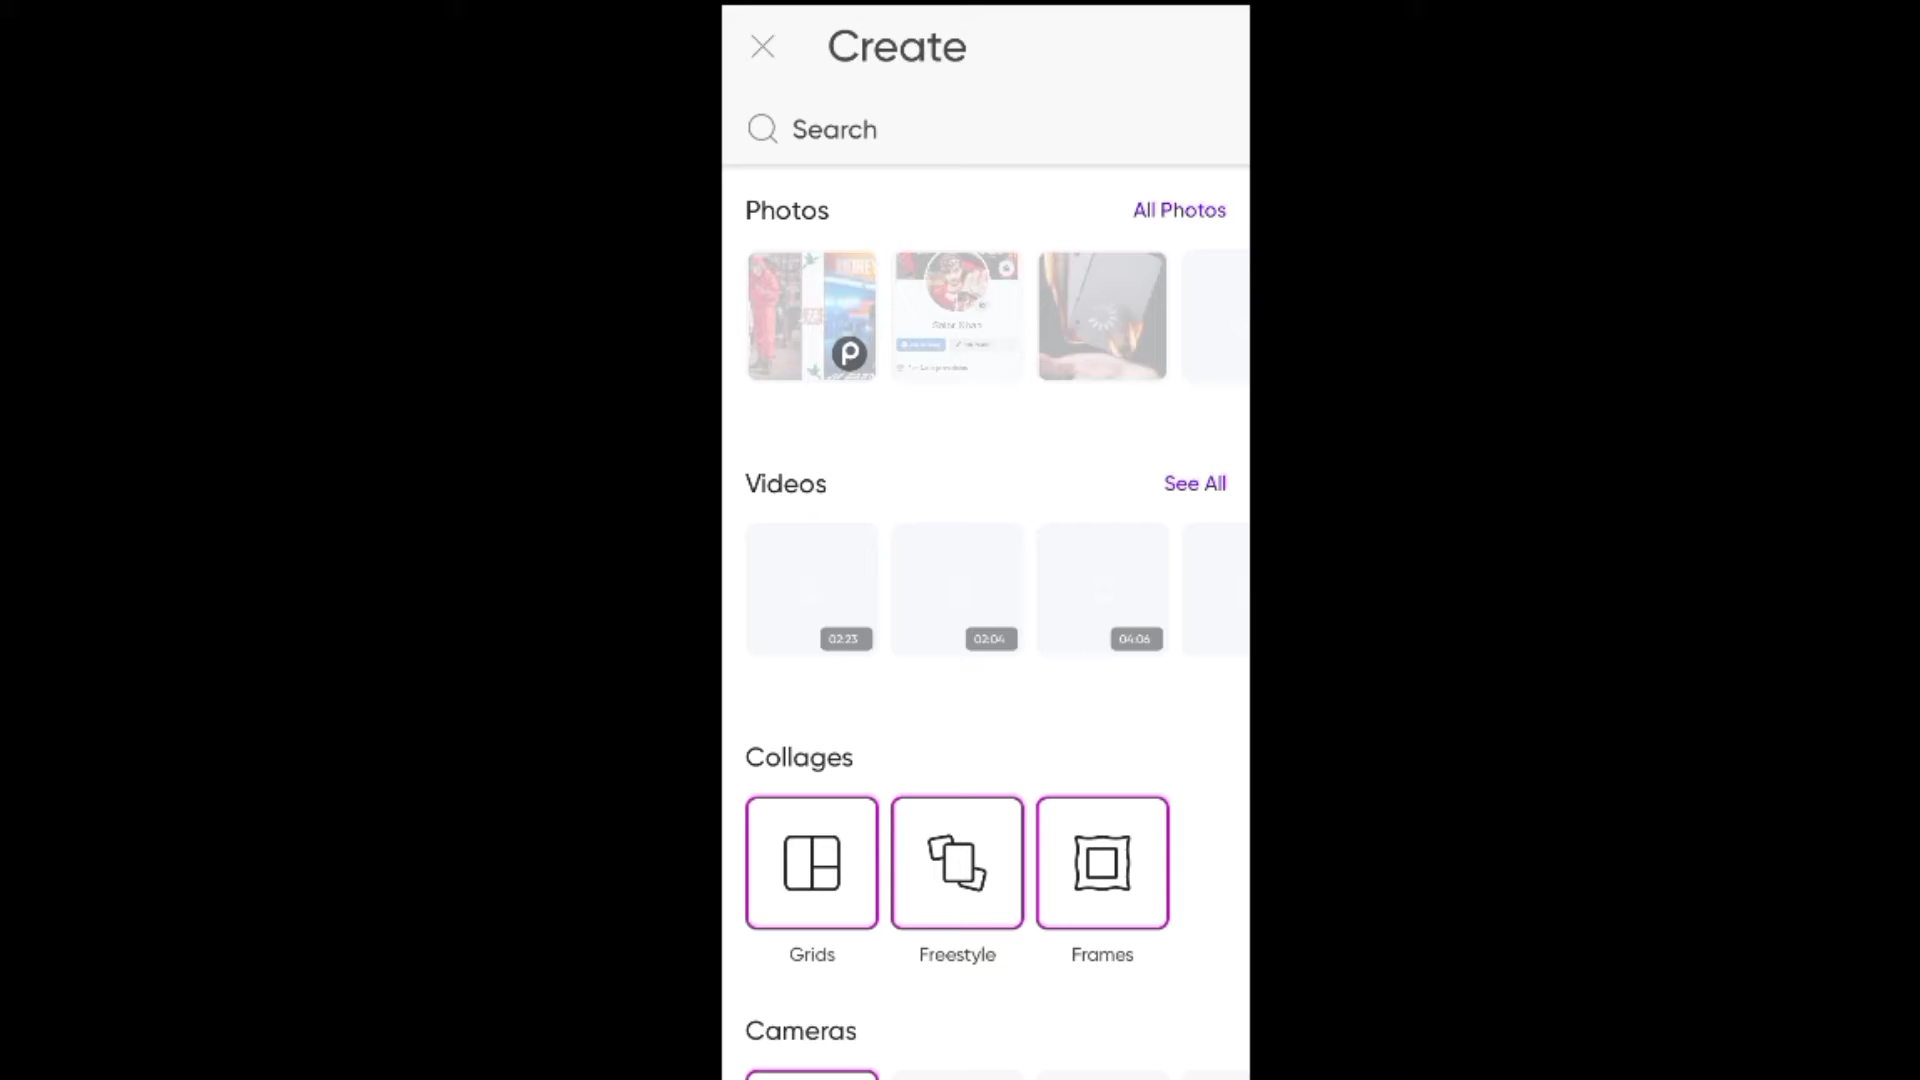 Create
Search
Photos
All Photos
Videos
See All
02:23
02:04
04:06
Collages
Grids
Freestyle
Frames
Cameras